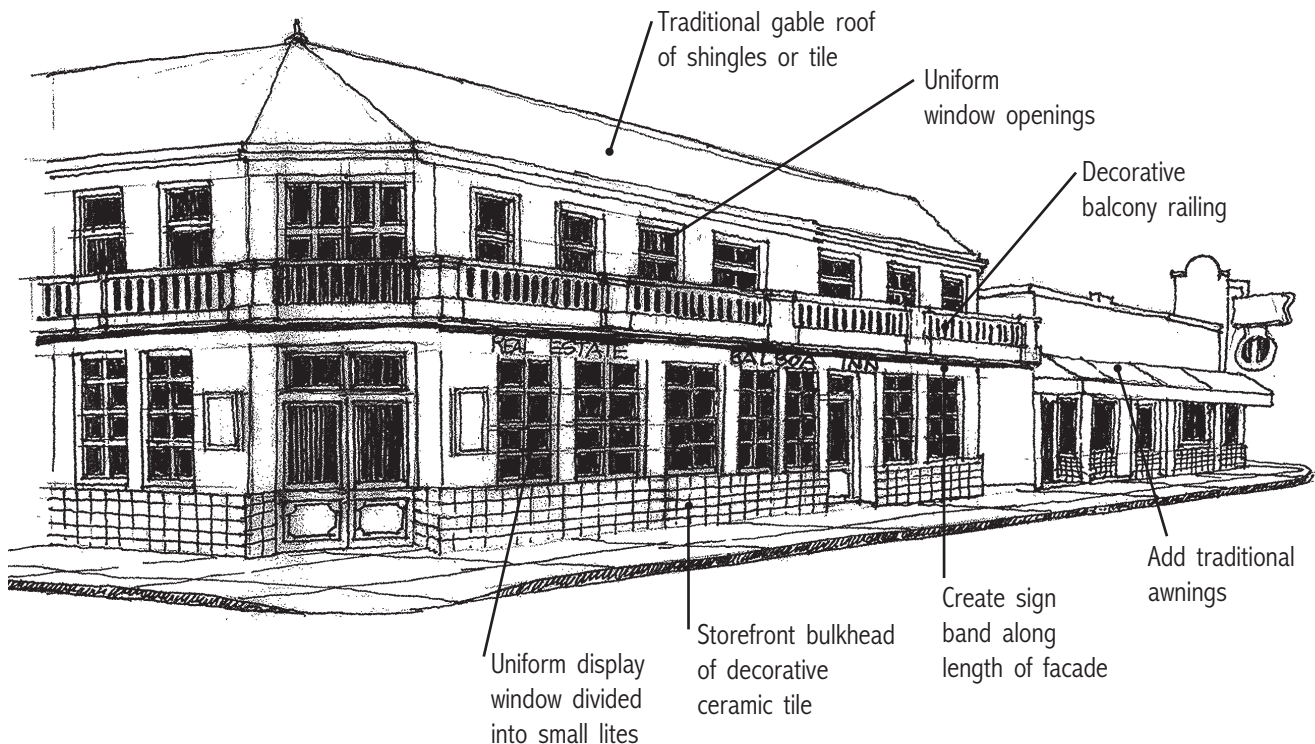 Traditional gable roof
of shingles or tile
Uniform
window openings
Decorative
balcony railing
REAL ESTATE
BALBOA INN
Add traditional
awnings
Create sign
band along
length of facade
Storefront bulkhead
of decorative
ceramic tile
Uniform display
window divided
into small lites